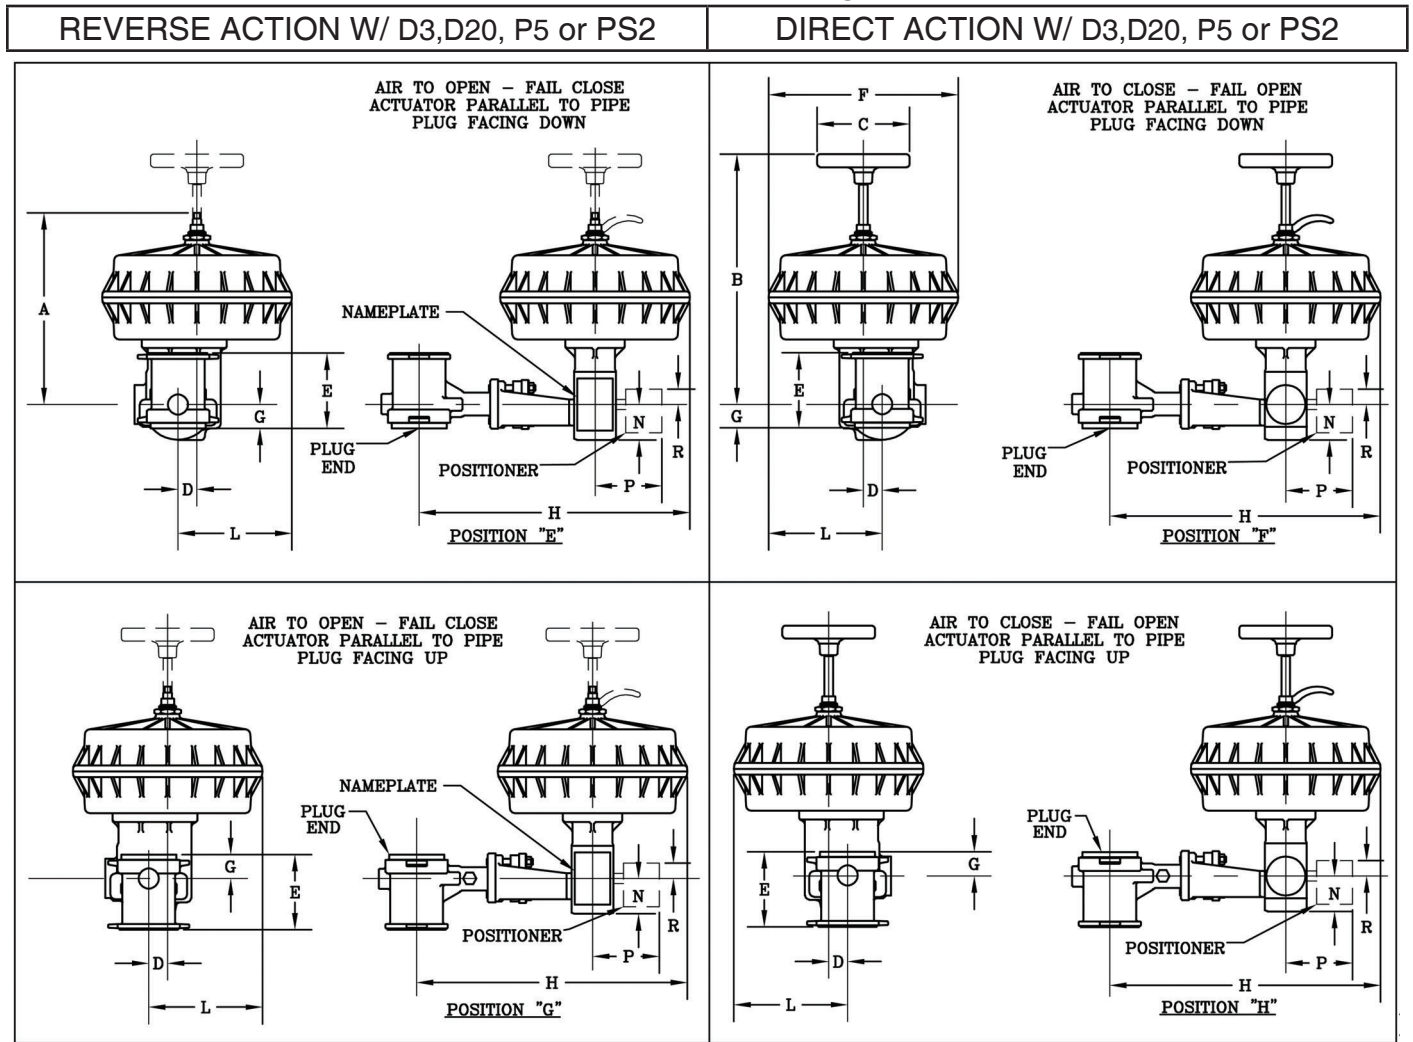 REVERSE ACTION W/ D3,D20, P5 or PS2
DIRECT ACTION W/ D3,D20, P5 or PS2
AIR TO OPEN – FAIL CLOSE
ACTUATOR PARALLEL TO PIPE
PLUG FACING DOWN
A
E
G
D
L
NAMEPLATE
PLUG
END
POSITIONER
N
R
P
H
POSITION "E"
AIR TO CLOSE – FAIL OPEN
ACTUATOR PARALLEL TO PIPE
PLUG FACING DOWN
F
C
B
E
G
D
L
PLUG
END
POSITIONER
N
R
P
H
POSITION "F"
AIR TO OPEN – FAIL CLOSE
ACTUATOR PARALLEL TO PIPE
PLUG FACING UP
G
E
D
L
NAMEPLATE
PLUG
END
POSITIONER
N
R
P
H
POSITION "G"
AIR TO CLOSE – FAIL OPEN
ACTUATOR PARALLEL TO PIPE
PLUG FACING UP
G
E
D
L
PLUG
END
POSITIONER
N
R
P
H
POSITION "H"